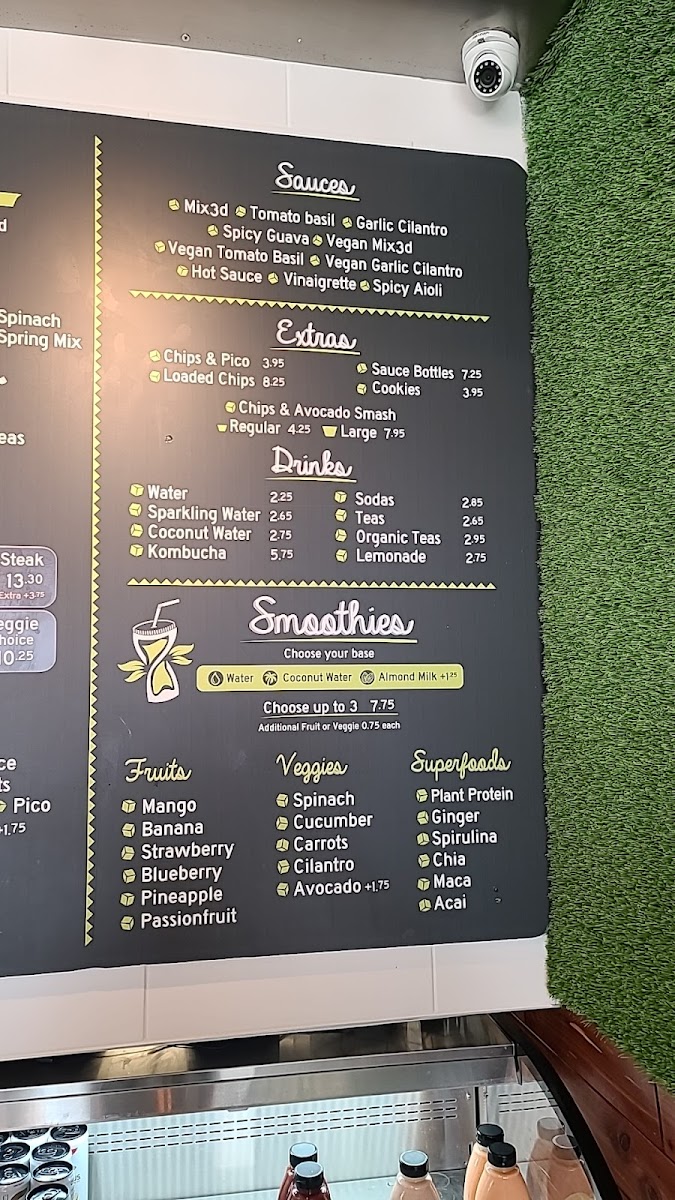 d
Spinach
Spring Mix
eas
Steak
13.30
Extra +3.75
eggie
hoice
10.25
ce
ts
Pico
+1.75
Sauces
Mix3d Tomato basil Garlic Cilantro
Spicy Guava Vegan Mix3d
Vegan Tomato Basil Vegan Garlic Cilantro
Hot Sauce Vinaigrette Spicy Aioli
Extras
Chips & Pico 3.95
Loaded Chips 8.25
Sauce Bottles 7.25
Cookies 3.95
Chips & Avocado Smash
Regular 4.25 Large 7.95
Drinks
Water 2.25
Sparkling Water 2.65
Coconut Water 2.75
Kombucha 5.75
Sodas 2.85
Teas 2.65
Organic Teas 2.95
Lemonade 2.75
Smoothies
Choose your base
Water Coconut Water Almond Milk +1.25
Choose up to 3 7.75
Additional Fruit or Veggie 0.75 each
Fruits
Mango
Banana
Strawberry
Blueberry
Pineapple
Passionfruit
Veggies
Spinach
Cucumber
Carrots
Cilantro
Avocado +1.75
Superfoods
Plant Protein
Ginger
Spirulina
Chia
Maca
Acai